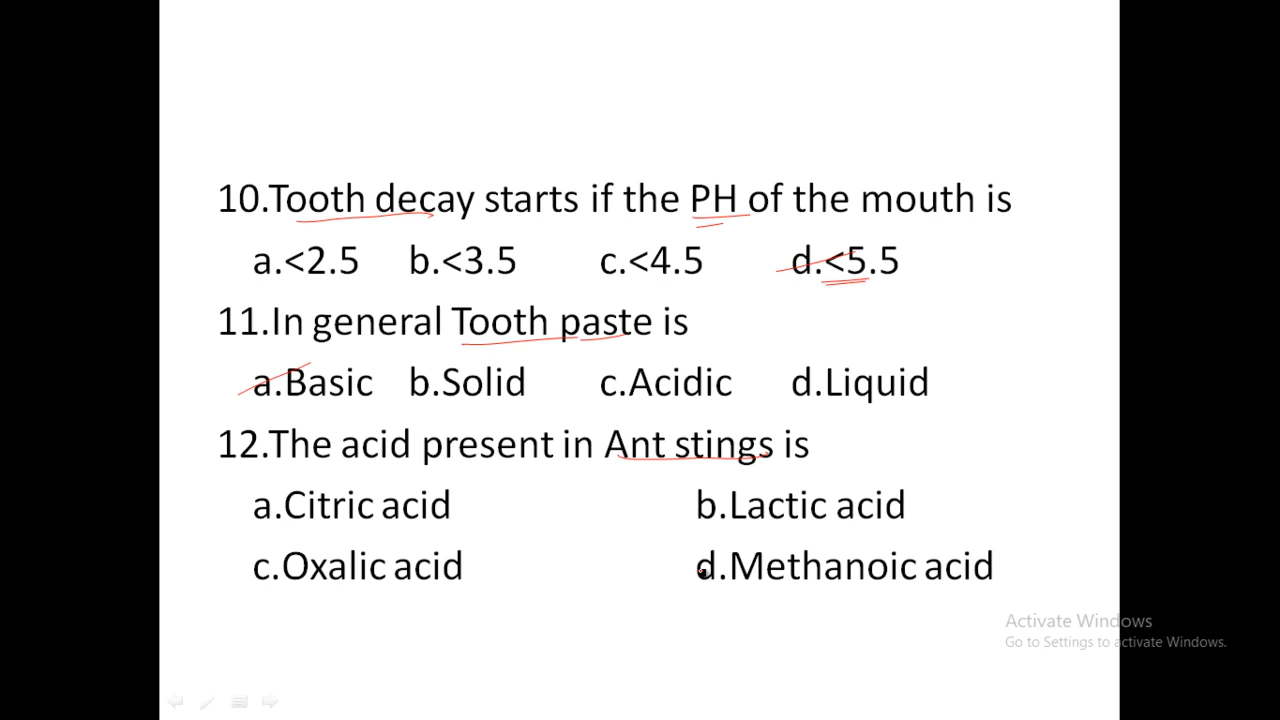 10.Tooth decay starts if the PH of the mouth is
a.<2.5 b.<3.5 c.<4.5 d.<5.5
11.In general Tooth paste is
a.Basic b.Solid c.Acidic d.Liquid
12.The acid present in Ant stings is
a.Citric acid b.Lactic acid
c.Oxalic acid d.Methanoic acid
Activate Windows
Go to Settings to activate Windows.